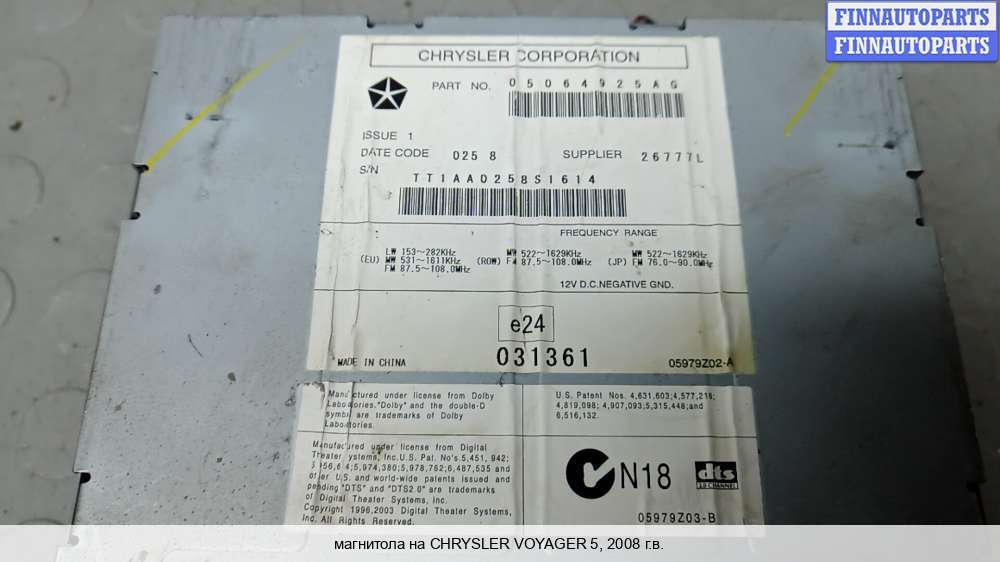 FINNAUTOPARTS
FINNAUTOPARTS
CHRYSLER CORPORATION
PART NO. 05064925AG
ISSUE 1
DATE CODE 025 8 SUPPLIER 26777L
S/N TT1AA0258S1614
FREQUENCY RANGE
LW 153~282KHz
(EU) MW 531~1611KHz
FM 87.5~108.0MHz
MW 522~1629KHz
(ROW) FM 87.5~108.0MHz
MW 522~1629KHz
(JP) FM 76.0~90.0MHz
12V D.C.NEGATIVE GND.
e24
031361
MADE IN CHINA
05979Z02-A
Manufactured under license from Dolby
Laboratories."Dolby" and the double-D
symbol are trademarks of Dolby
Laboratories.
U.S. Patent Nos. 4,631,603;4,577,216;
4,819,098; 4,907,093;5,315,448;and
6,516,132.
Manufactured under license from Digital
Theater Systems, Inc.U.S. Pat. No's.5,451, 942;
5,974,380;5,978,762;6,487,535 and
other U.S. and world-wide patents issued and
pending "DTS" and "DTS2.0" are trademarks
of Digital Theater Systems, Inc.
Copyright 1996,2003 Digital Theater Systems,
Inc. All Rights Reserved.
N18
dts
2.0 CHANNEL
05979Z03-B
магнитола на CHRYSLER VOYAGER 5, 2008 г.в.